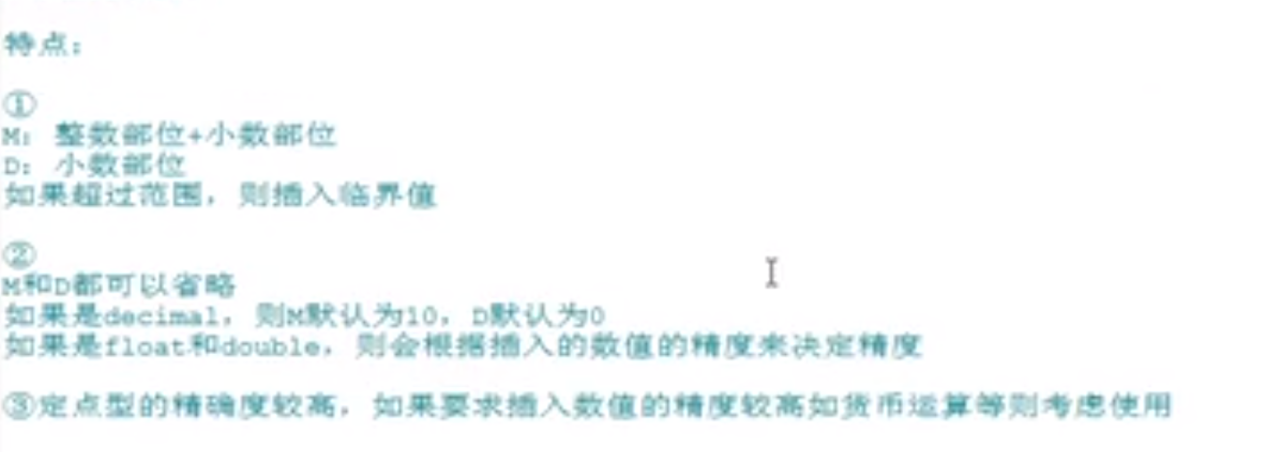 特点：
①
M：整数部位+小数部位
D：小数部位
如果超过范围，则插入临界值
②
M和D都可以省略
如果是decimal，则M默认为10，D默认为0
如果是float和double，则会根据插入的数值的精度来决定精度
③定点型的精确度较高，如果要求插入数值的精度较高如货币运算等则考虑使用